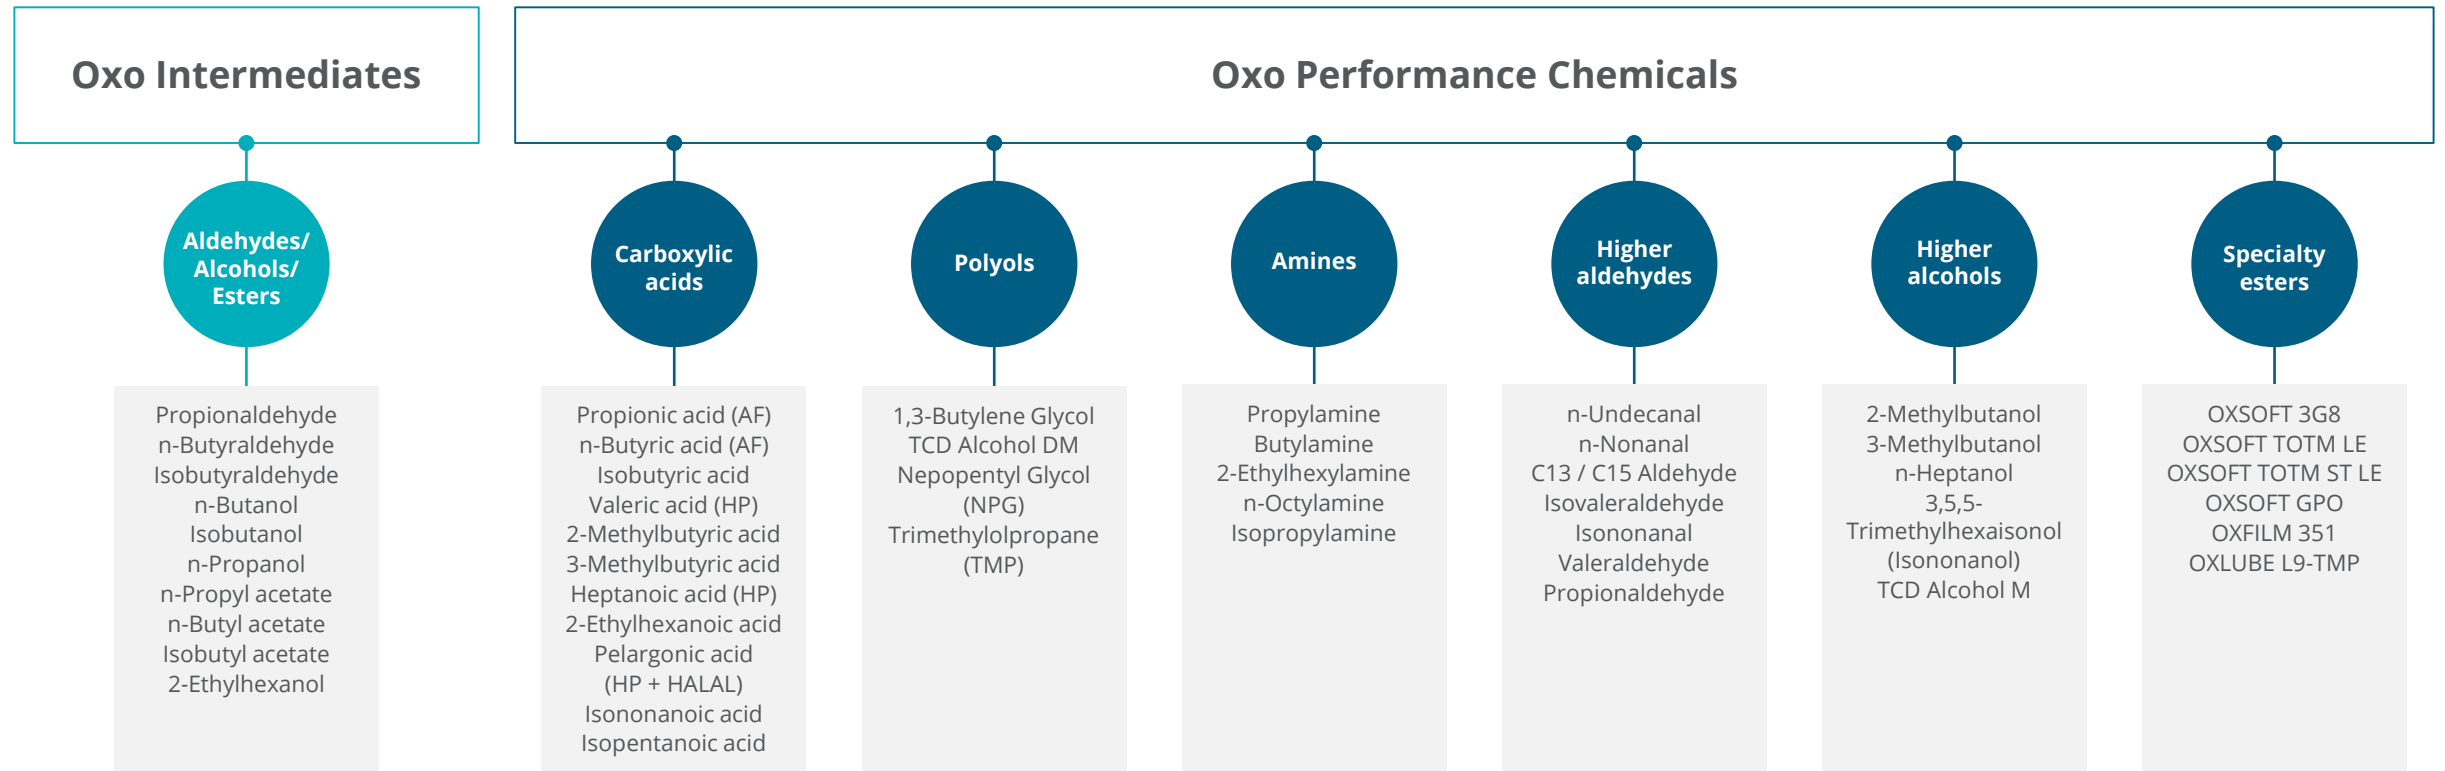 Oxo Intermediates
Oxo Performance Chemicals
Aldehydes/
Alcohols/
Esters
Propionaldehyde
n-Butyraldehyde
Isobutyraldehyde
n-Butanol
Isobutanol
n-Propanol
n-Propyl acetate
n-Butyl acetate
Isobutyl acetate
2-Ethylhexanol
Carboxylic
acids
Propionic acid (AF)
n-Butyric acid (AF)
Isobutyric acid
Valeric acid (HP)
2-Methylbutyric acid
3-Methylbutyric acid
Heptanoic acid (HP)
2-Ethylhexanoic acid
Pelargonic acid
(HP + HALAL)
Isononanoic acid
Isopentanoic acid
Polyols
1,3-Butylene Glycol
TCD Alcohol DM
Nepopentyl Glycol
(NPG)
Trimethylolpropane
(TMP)
Amines
Propylamine
Butylamine
2-Ethylhexylamine
n-Octylamine
Isopropylamine
Higher
aldehydes
n-Undecanal
n-Nonanal
C13 / C15 Aldehyde
Isovaleraldehyde
Isononanal
Valeraldehyde
Propionaldehyde
Higher
alcohols
2-Methylbutanol
3-Methylbutanol
n-Heptanol
3,5,5-
Trimethylhexaisonol
(Isononanol)
TCD Alcohol M
Specialty
esters
OXSOFT 3G8
OXSOFT TOTM LE
OXSOFT TOTM ST LE
OXSOFT GPO
OXFILM 351
OXLUBE L9-TMP